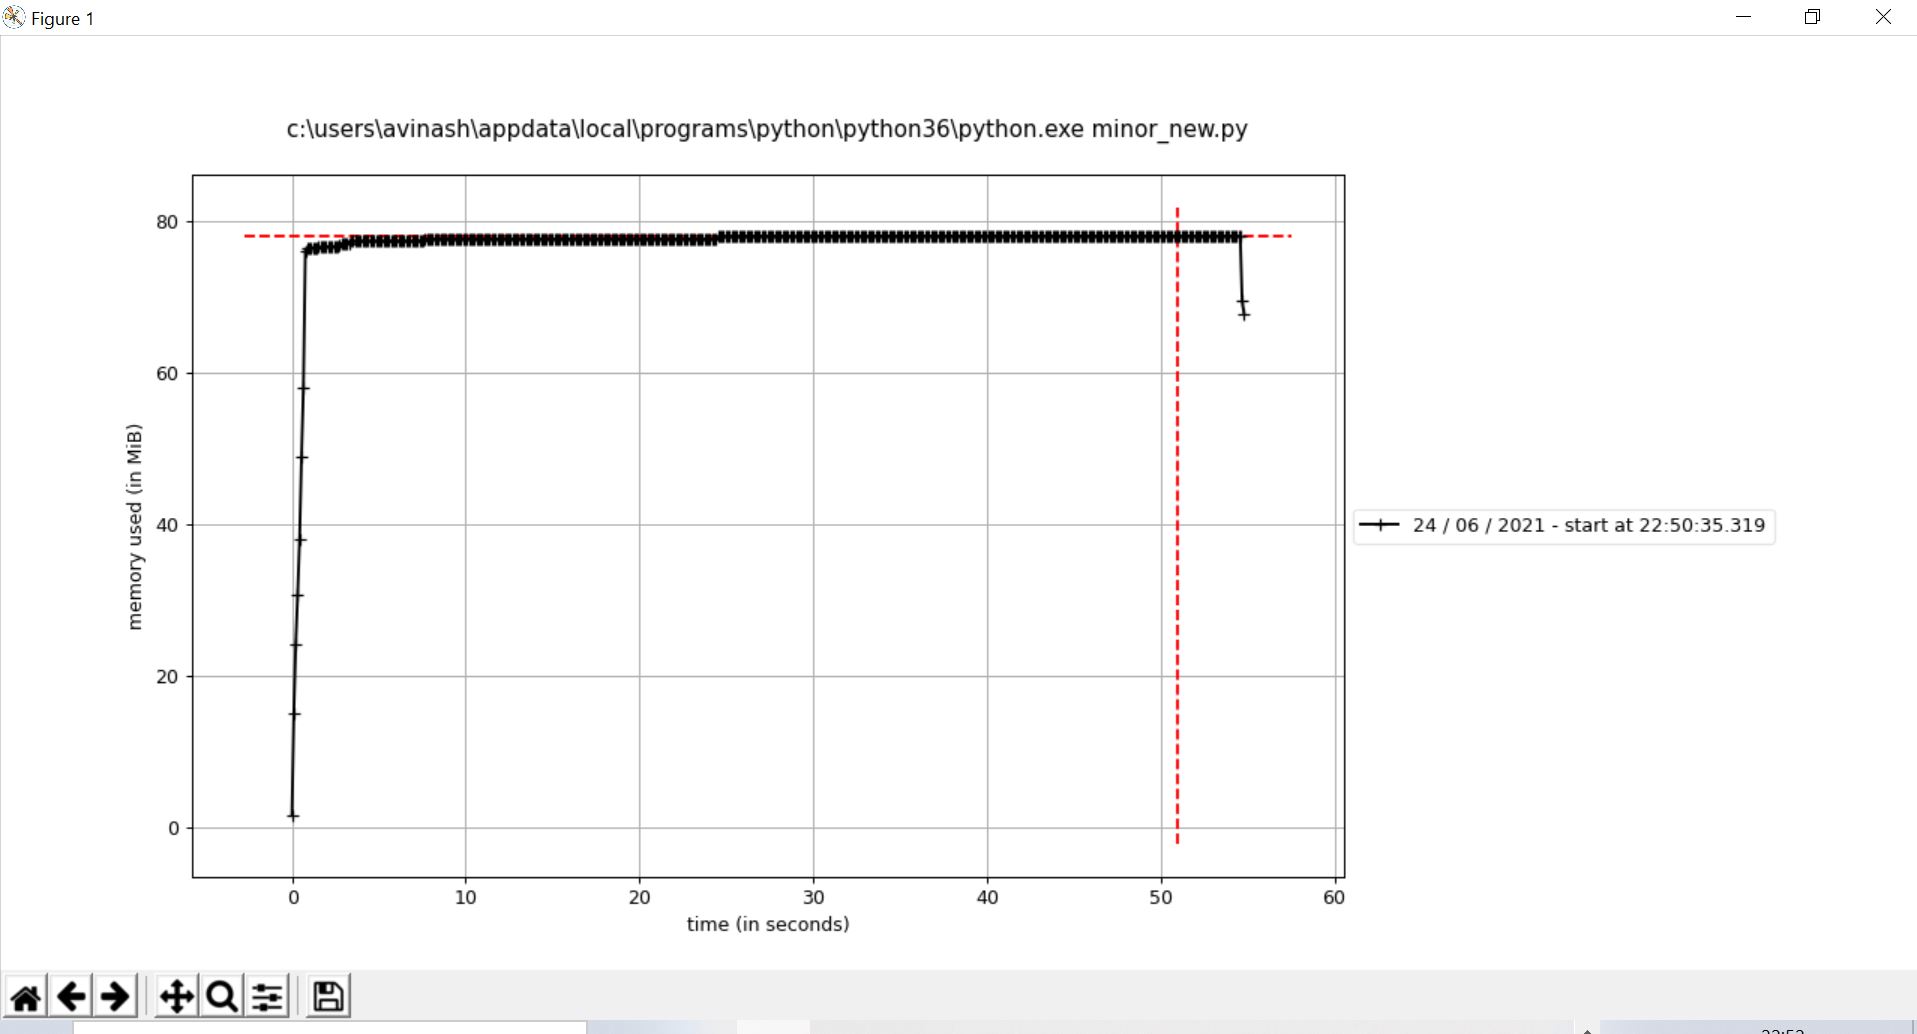 Figure 1
c:\users\avinash\appdata\local\programs\python\python36\python.exe minor_new.py
80
60
40
20
0
memory used (in MiB)
0 10 20 30 40 50 60
time (in seconds)
24 / 06 / 2021 - start at 22:50:35.319